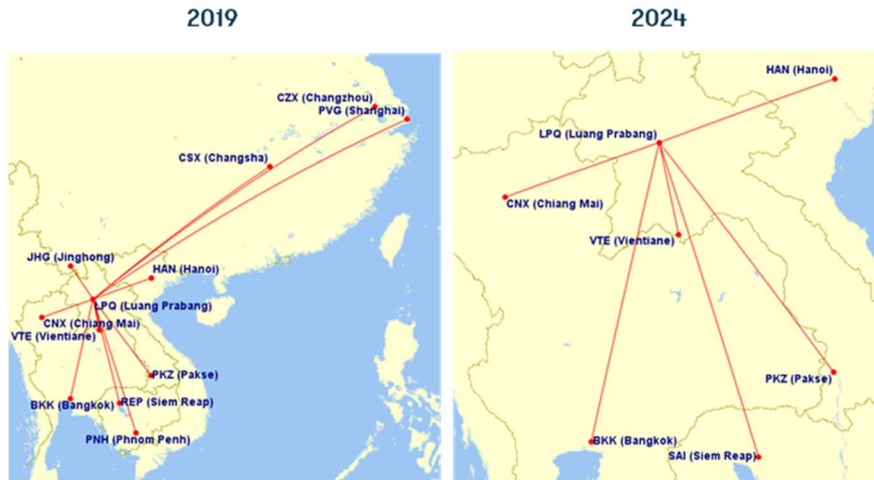 2019
2024
CZX (Changzhou)
PVG (Shanghai)
CSX (Changsha)
JHG (Jinghong)
HAN (Hanoi)
LPQ (Luang Prabang)
CNX (Chiang Mai)
VTE (Vientiane)
PKZ (Pakse)
BKK (Bangkok)
REP (Siem Reap)
PNH (Phnom Penh)
HAN (Hanoi)
LPQ (Luang Prabang)
CNX (Chiang Mai)
VTE (Vientiane)
PKZ (Pakse)
BKK (Bangkok)
SAI (Siem Reap)